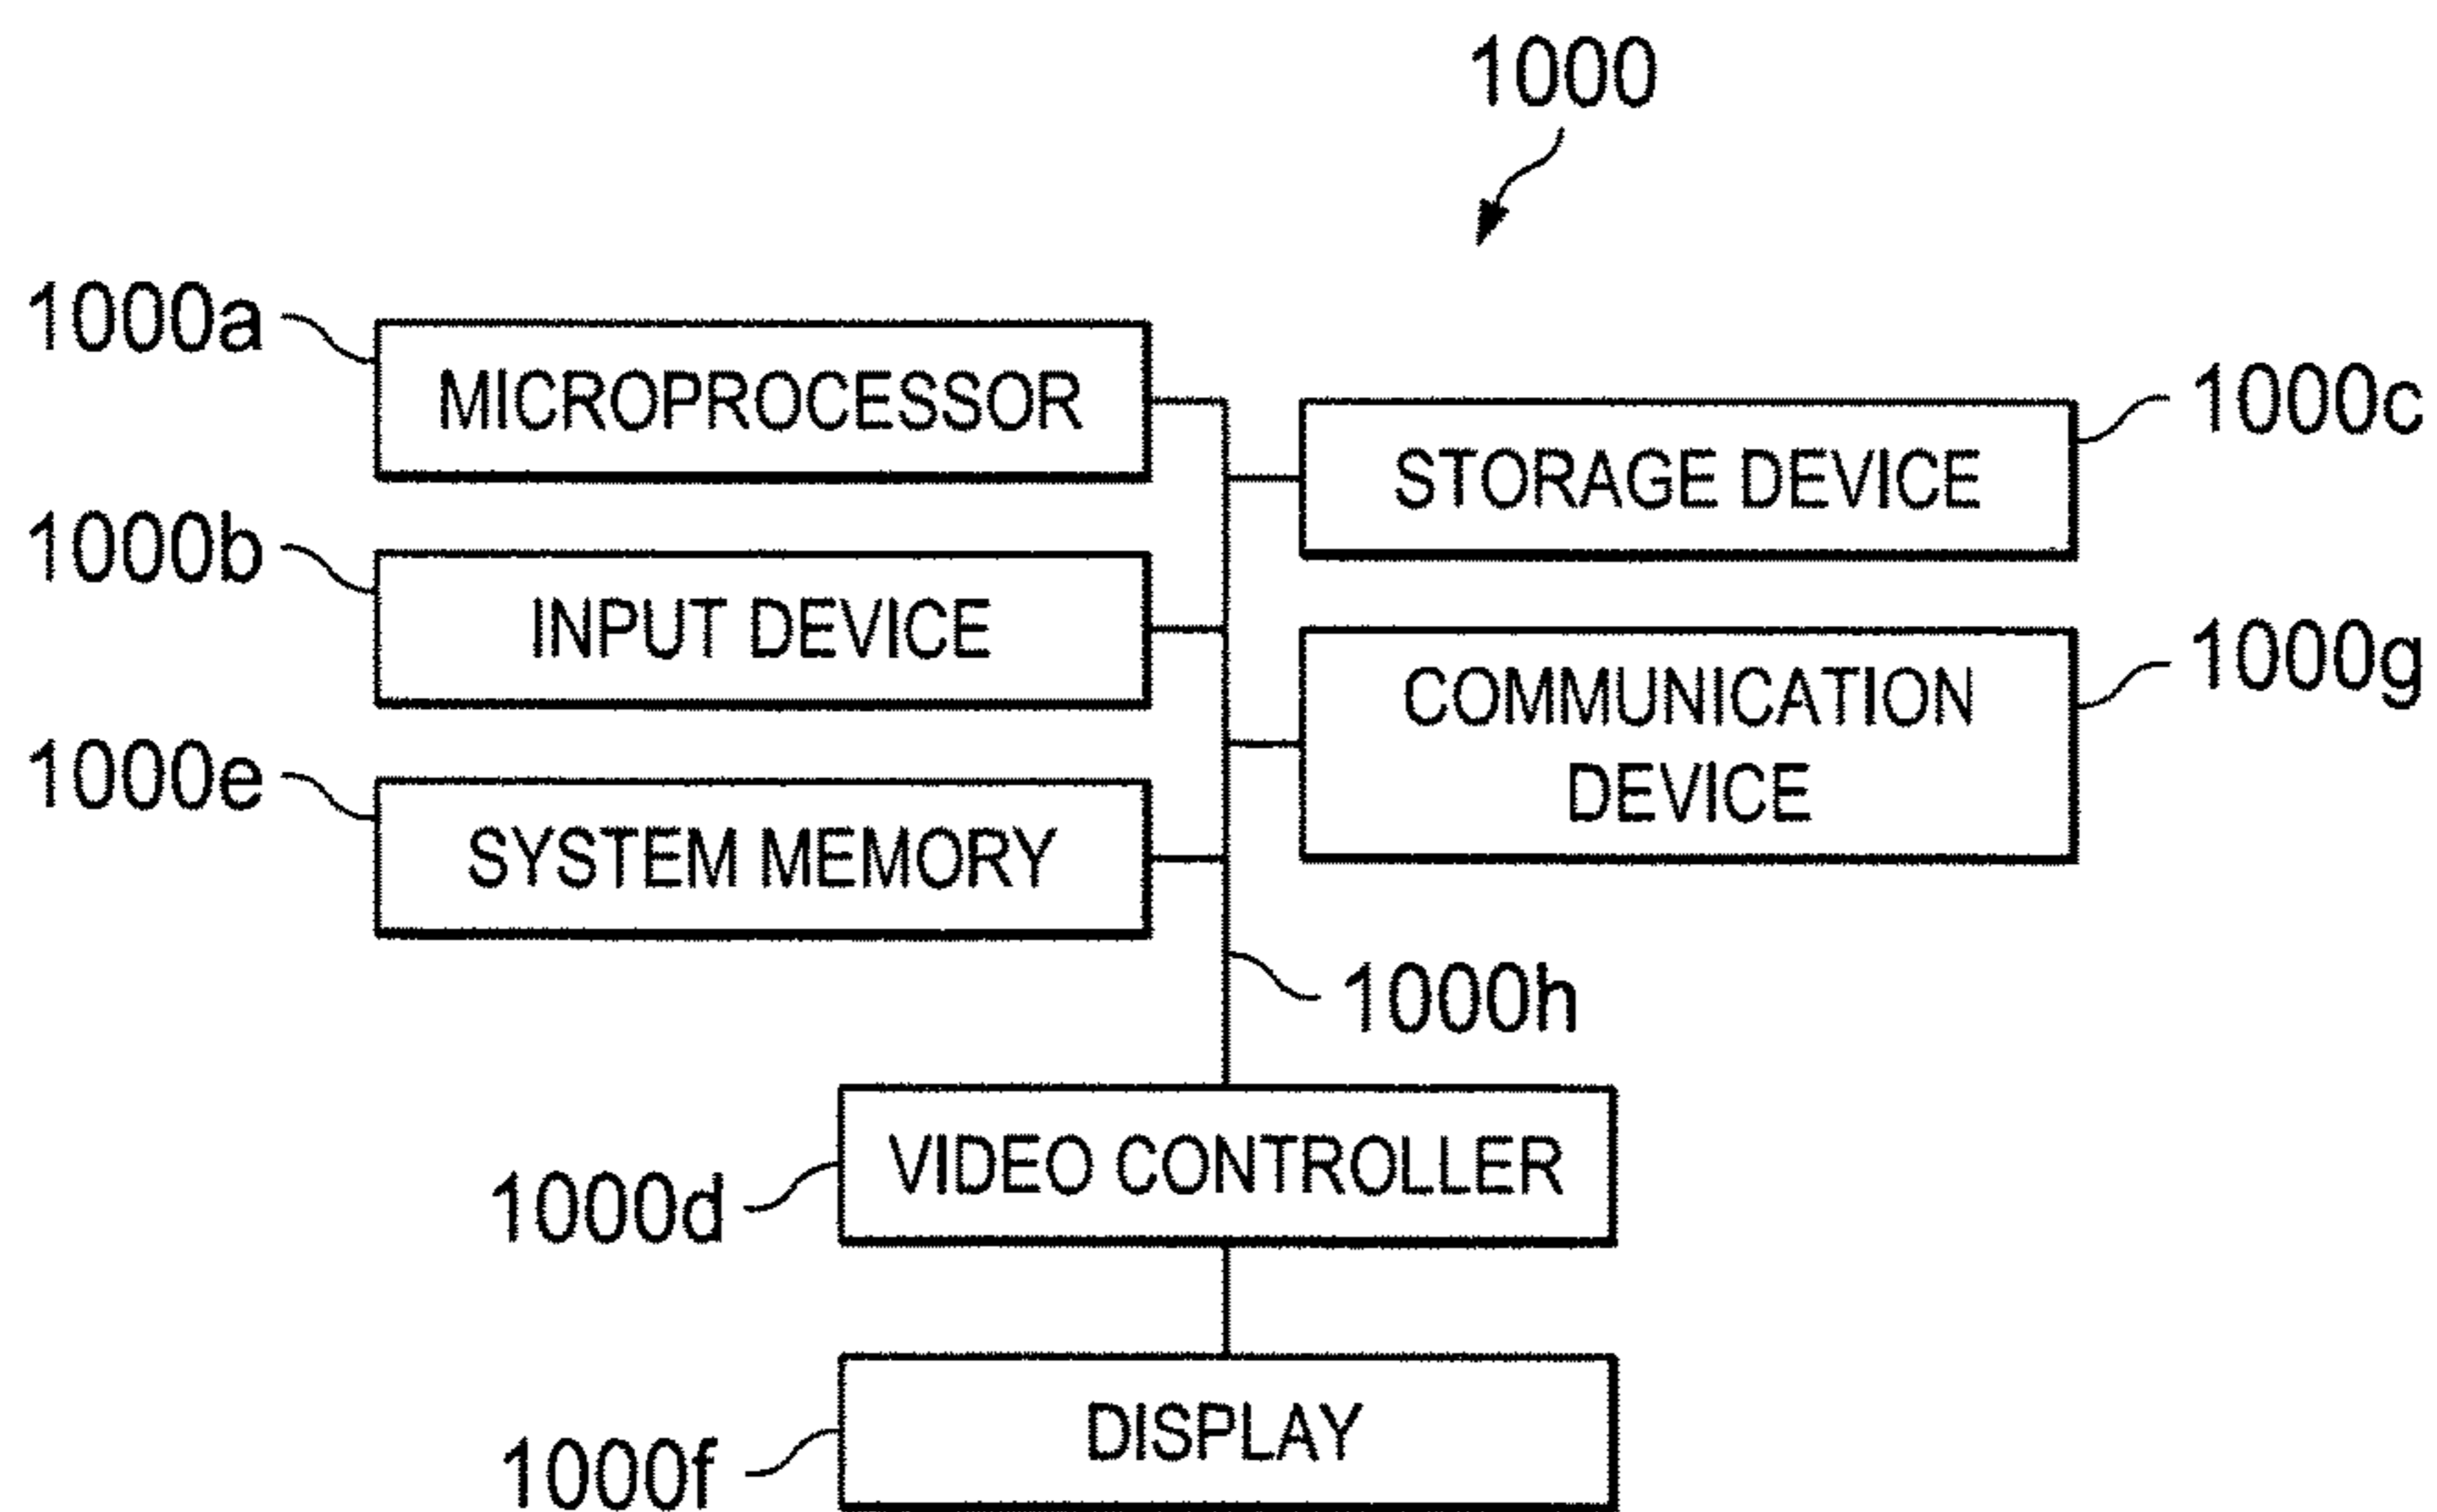 1000
1000a
MICROPROCESSOR
1000c
STORAGE DEVICE
1000b
INPUT DEVICE
1000g
COMMUNICATION
DEVICE
1000e
SYSTEM MEMORY
1000h
VIDEO CONTROLLER
1000d
DISPLAY
1000f